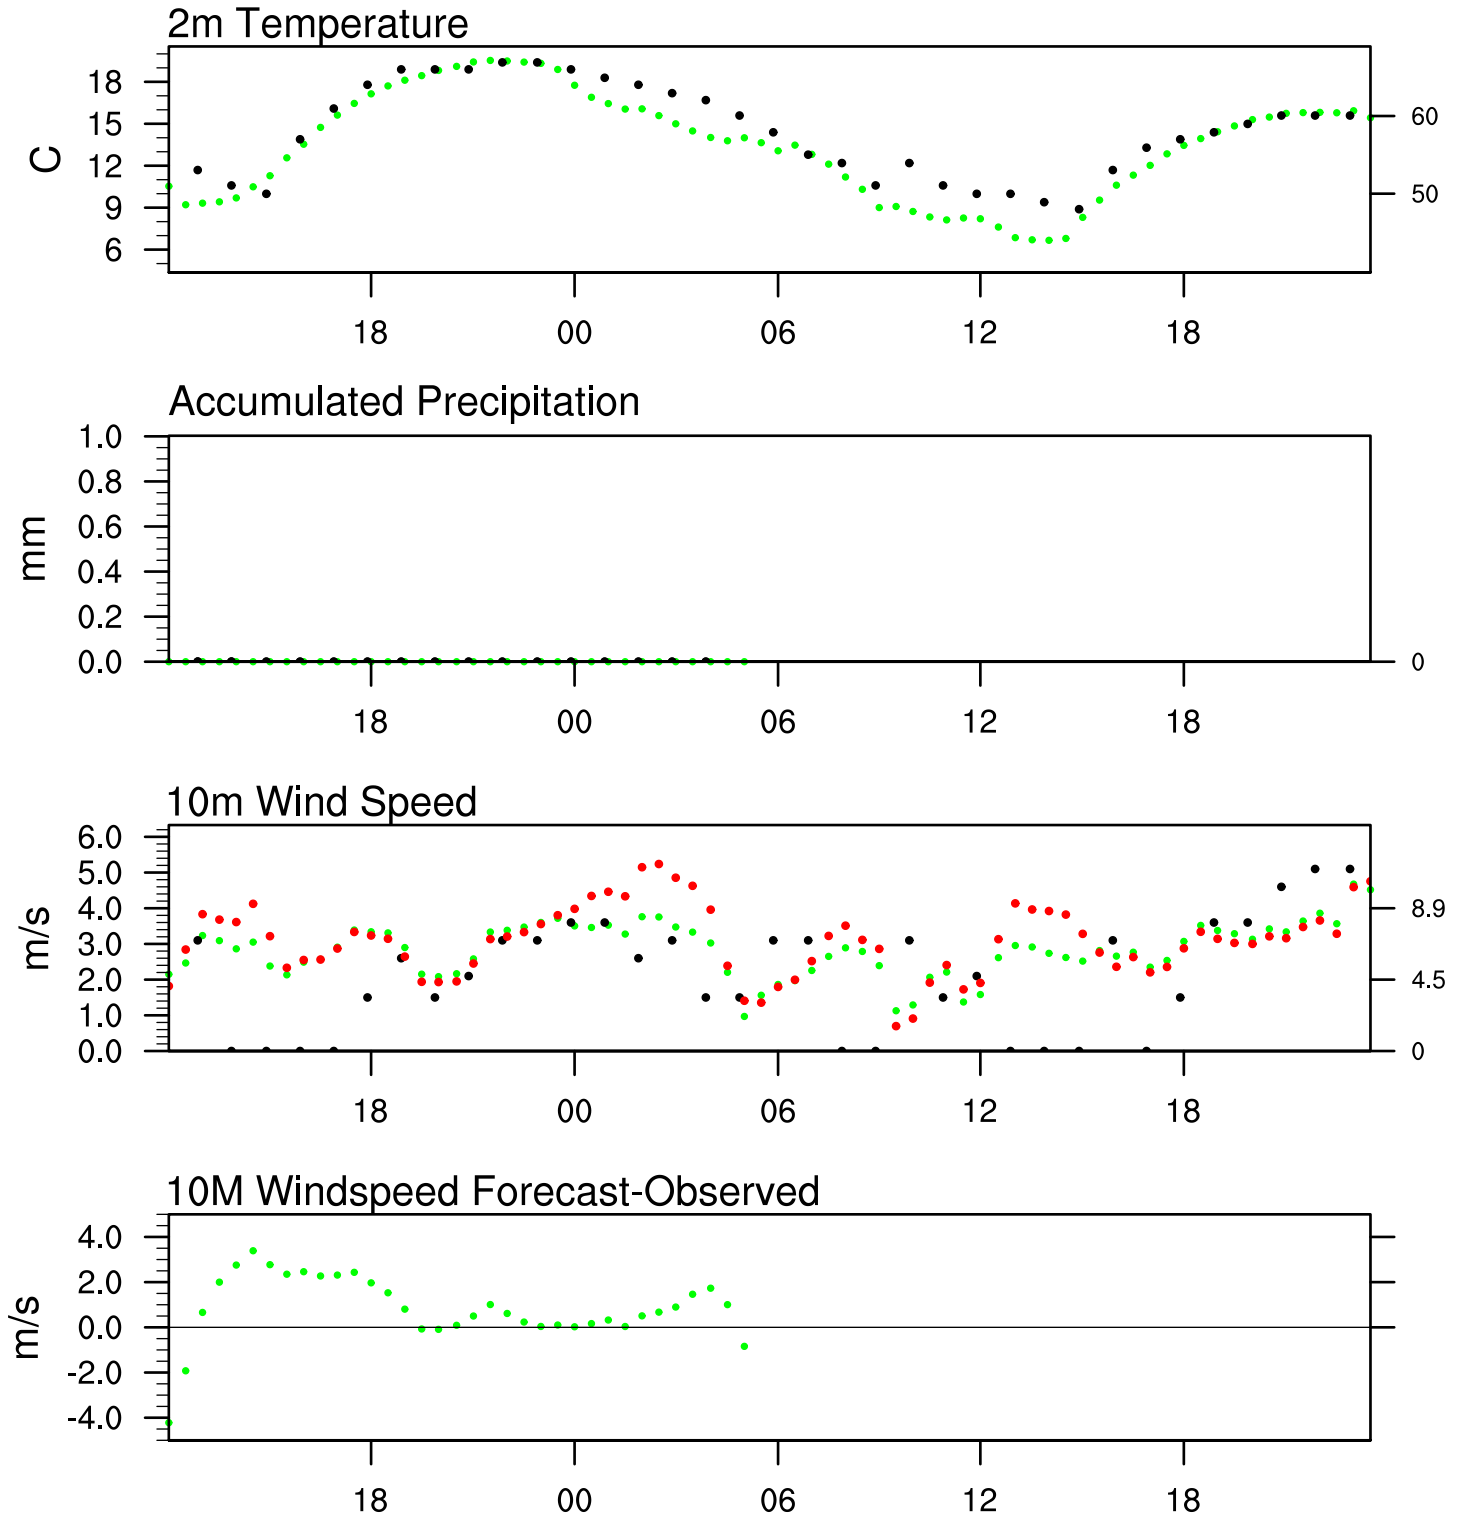 2m Temperature
18
15
12
9
6
C
60
50
18 00 06 12 18
Accumulated Precipitation
1.0
0.8
0.6
0.4
0.2
0.0
mm
0
18 00 06 12 18
10m Wind Speed
6.0
5.0
4.0
3.0
2.0
1.0
0.0
m/s
8.9
4.5
0
18 00 06 12 18
10M Windspeed Forecast-Observed
4.0
2.0
0.0
-2.0
-4.0
m/s
18 00 06 12 18